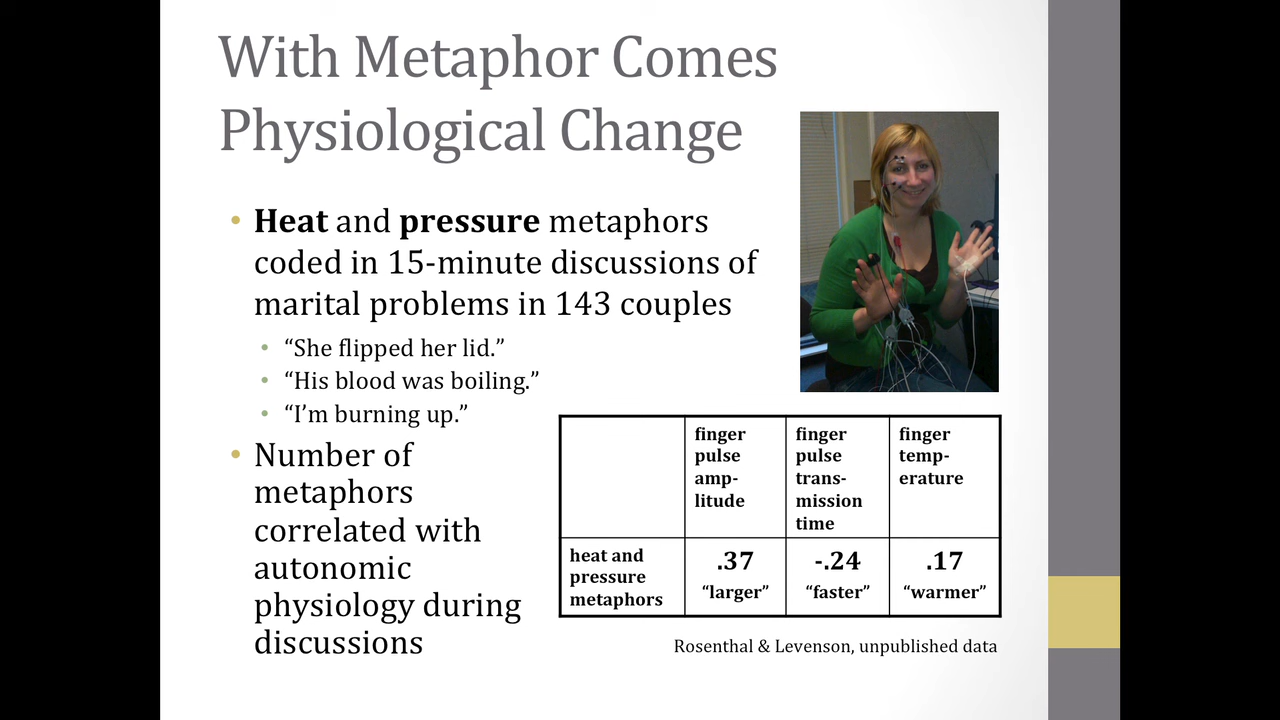 With Metaphor Comes
Physiological Change
• Heat and pressure metaphors
coded in 15-minute discussions of
marital problems in 143 couples
• “She flipped her lid.”
• “His blood was boiling.”
• “I’m burning up.”
• Number of
metaphors
correlated with
autonomic
physiology during
discussions
finger
pulse
amp-
litude
finger
pulse
trans-
mission
time
finger
temp-
erature
heat and
pressure
metaphors
.37
“larger”
-.24
“faster”
.17
“warmer”
Rosenthal & Levenson, unpublished data